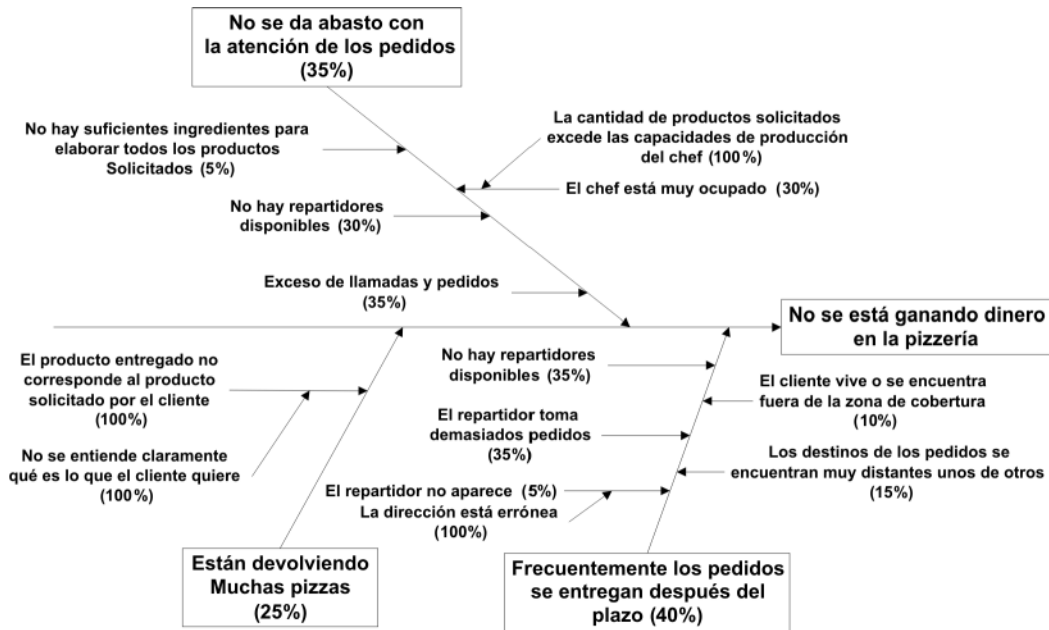 No se da abasto con
la atención de los pedidos
(35%)
No hay suficientes ingredientes para
elaborar todos los productos
Solicitados (5%)
La cantidad de productos solicitados
excede las capacidades de producción
del chef (100%)
El chef está muy ocupado (30%)
No hay repartidores
disponibles (30%)
Exceso de llamadas y pedidos
(35%)
No se está ganando dinero
en la pizzería
El producto entregado no
corresponde al producto
solicitado por el cliente
(100%)
No se entiende claramente
qué es lo que el cliente quiere
(100%)
No hay repartidores
disponibles (35%)
El cliente vive o se encuentra
fuera de la zona de cobertura
(10%)
El repartidor toma
demasiados pedidos
(35%)
Los destinos de los pedidos se
encuentran muy distantes unos de otros
(15%)
El repartidor no aparece (5%)
La dirección está errónea
(100%)
Están devolviendo
Muchas pizzas
(25%)
Frecuentemente los pedidos
se entregan después del
plazo (40%)